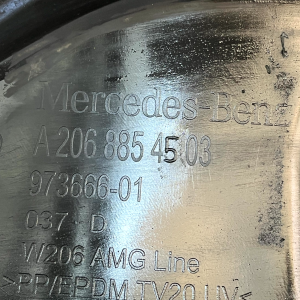 Mercedes-Benz
A 206 885 45 03
973666-01
037 - D
W206 AMG Line
>PP/EPDM TV20 UV<